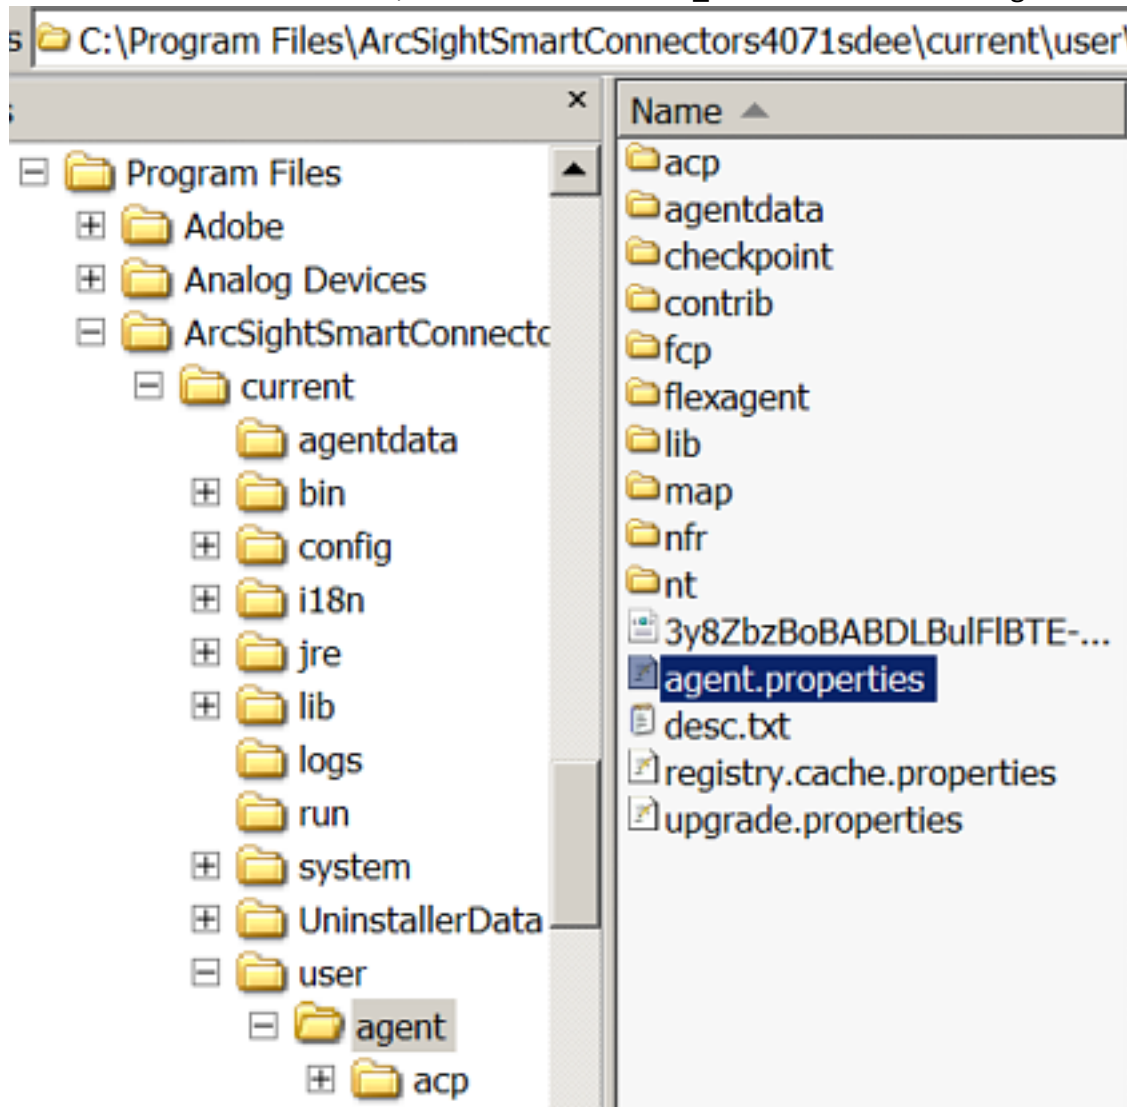 s C:\Program Files\ArcSightSmartConnectors4071sdee\current\user\
s ×
Program Files
Adobe
Analog Devices
ArcSightSmartConnectc
current
agentdata
bin
config
i18n
jre
lib
logs
run
system
UninstallerData
user
agent
acp
Name
acp
agentdata
checkpoint
contrib
fcp
flexagent
lib
map
nfr
nt
3y8ZbzBoBABDLBulFlBTE-...
agent.properties
desc.txt
registry.cache.properties
upgrade.properties